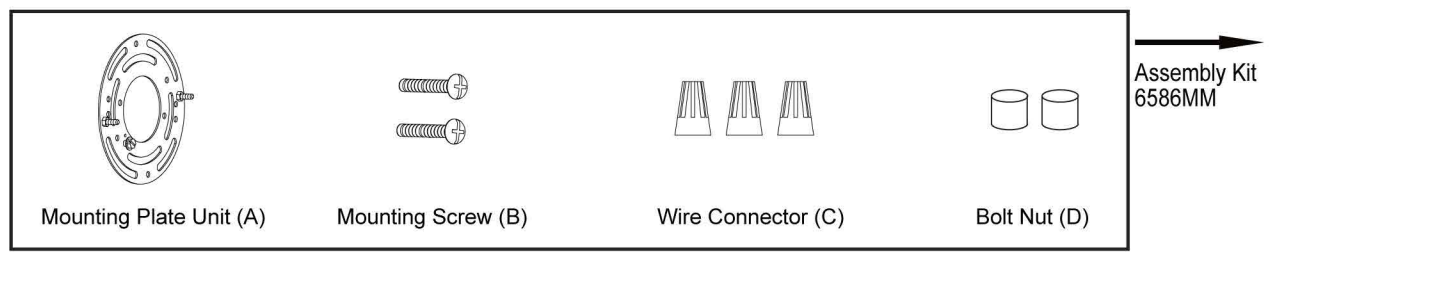 Mounting Plate Unit (A)
Mounting Screw (B)
Wire Connector (C)
Bolt Nut (D)
Assembly Kit
6586MM